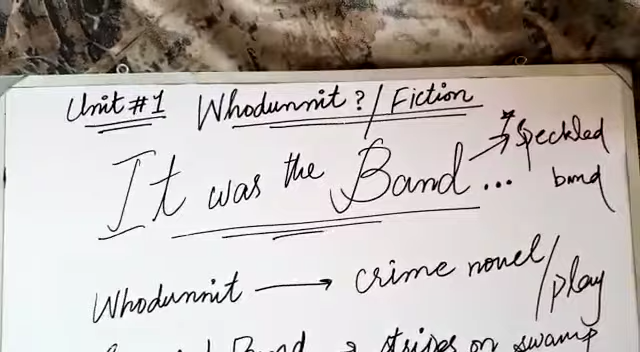 Unit #1 Whodunnit? / Fiction
It was the Band...
* Speckled
band
Whodunnit → crime novel /
play
Band → stripes on swamp